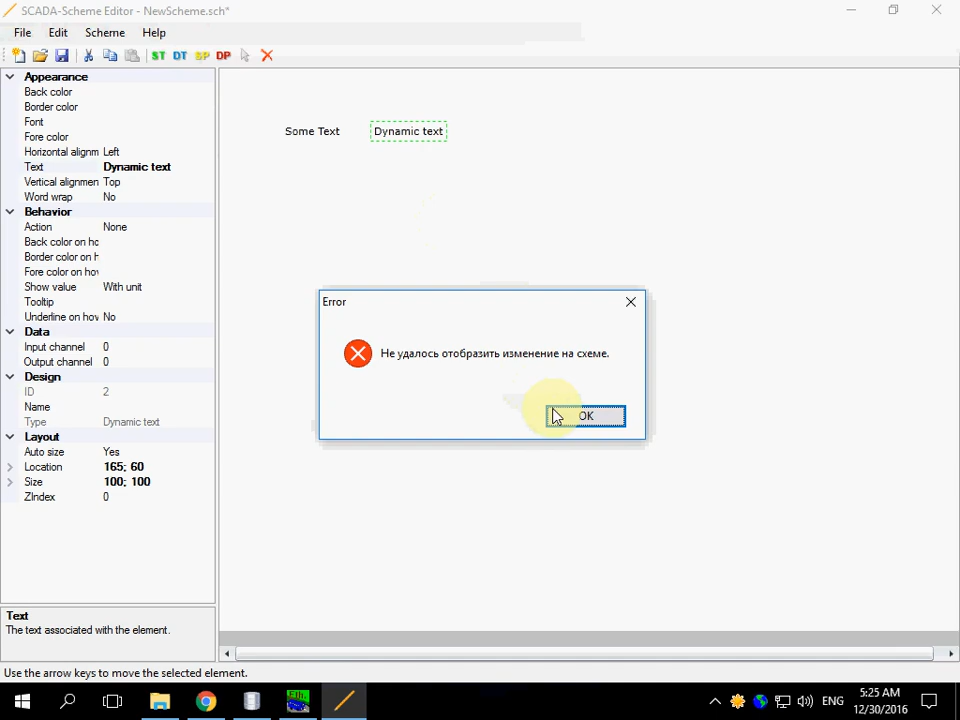 SCADA-Scheme Editor - NewScheme.sch*
File Edit Scheme Help
ST DT SP DP
Appearance
Back color
Border color
Font
Fore color
Horizontal alignm Left
Text Dynamic text
Vertical alignmen Top
Word wrap No
Behavior
Action None
Back color on hc
Border color on h
Fore color on hov
Show value With unit
Tooltip
Underline on hov No
Data
Input channel 0
Output channel 0
Design
ID 2
Name
Type Dynamic text
Layout
Auto size Yes
Location 165; 60
Size 100; 100
ZIndex 0
Text
The text associated with the element.
Some Text Dynamic text
Error
Не удалось отобразить изменение на схеме.
OK
Use the arrow keys to move the selected element.
ENG
5:25 AM
12/30/2016